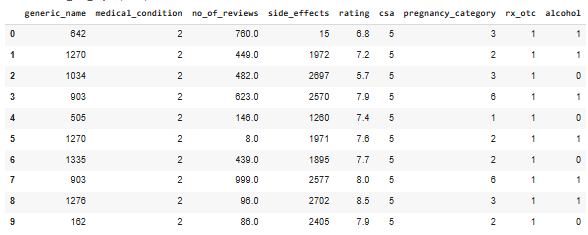 generic_name medical_condition no_of_reviews side_effects rating csa pregnancy_category rx_otc alcohol
0 642 2 760.0 15 6.8 5 3 1 1
1 1270 2 449.0 1972 7.2 5 2 1 1
2 1034 2 482.0 2697 5.7 5 3 1 0
3 903 2 623.0 2570 7.9 5 6 1 1
4 505 2 146.0 1260 7.4 5 1 1 0
5 1270 2 8.0 1971 7.6 5 2 1 1
6 1335 2 439.0 1895 7.7 5 2 1 0
7 903 2 999.0 2577 8.0 5 6 1 1
8 1276 2 96.0 2702 8.5 5 3 1 1
9 162 2 86.0 2405 7.9 5 2 1 0